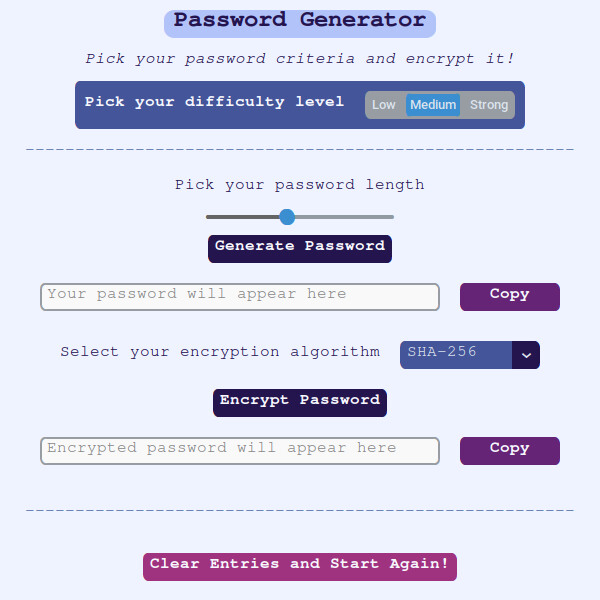 Password Generator
Pick your password criteria and encrypt it!
Pick your difficulty level Low Medium Strong
Pick your password length
Generate Password
Your password will appear here Copy
Select your encryption algorithm SHA-256
Encrypt Password
Encrypted password will appear here Copy
Clear Entries and Start Again!